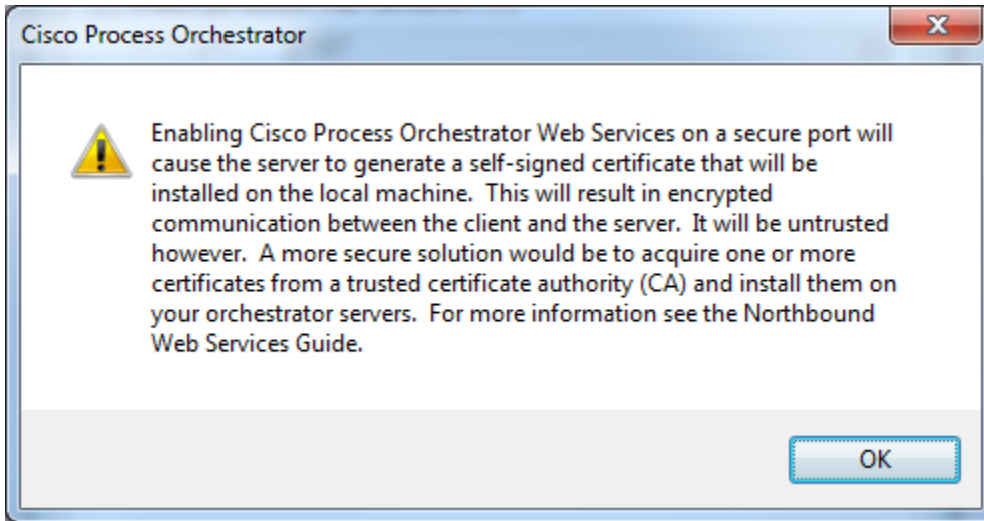 Cisco Process Orchestrator
Enabling Cisco Process Orchestrator Web Services on a secure port will
cause the server to generate a self-signed certificate that will be
installed on the local machine.  This will result in encrypted
communication between the client and the server.  It will be untrusted
however.  A more secure solution would be to acquire one or more
certificates from a trusted certificate authority (CA) and install them on
your orchestrator servers.  For more information see the Northbound
Web Services Guide.
OK